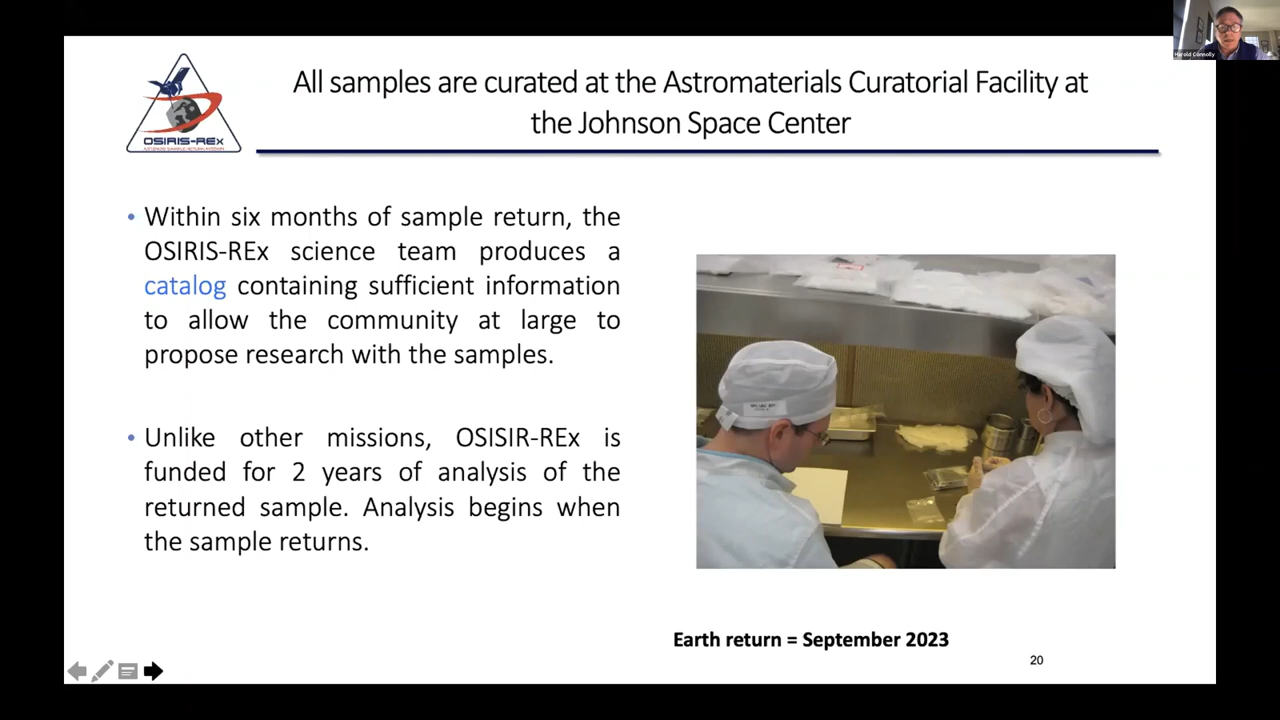 Harold Connolly
All samples are curated at the Astromaterials Curatorial Facility at
the Johnson Space Center
OSIRIS-REx
• Within six months of sample return, the
OSIRIS-REx science team produces a
catalog containing sufficient information
to allow the community at large to
propose research with the samples.
• Unlike other missions, OSISIR-REx is
funded for 2 years of analysis of the
returned sample. Analysis begins when
the sample returns.
Earth return = September 2023
20